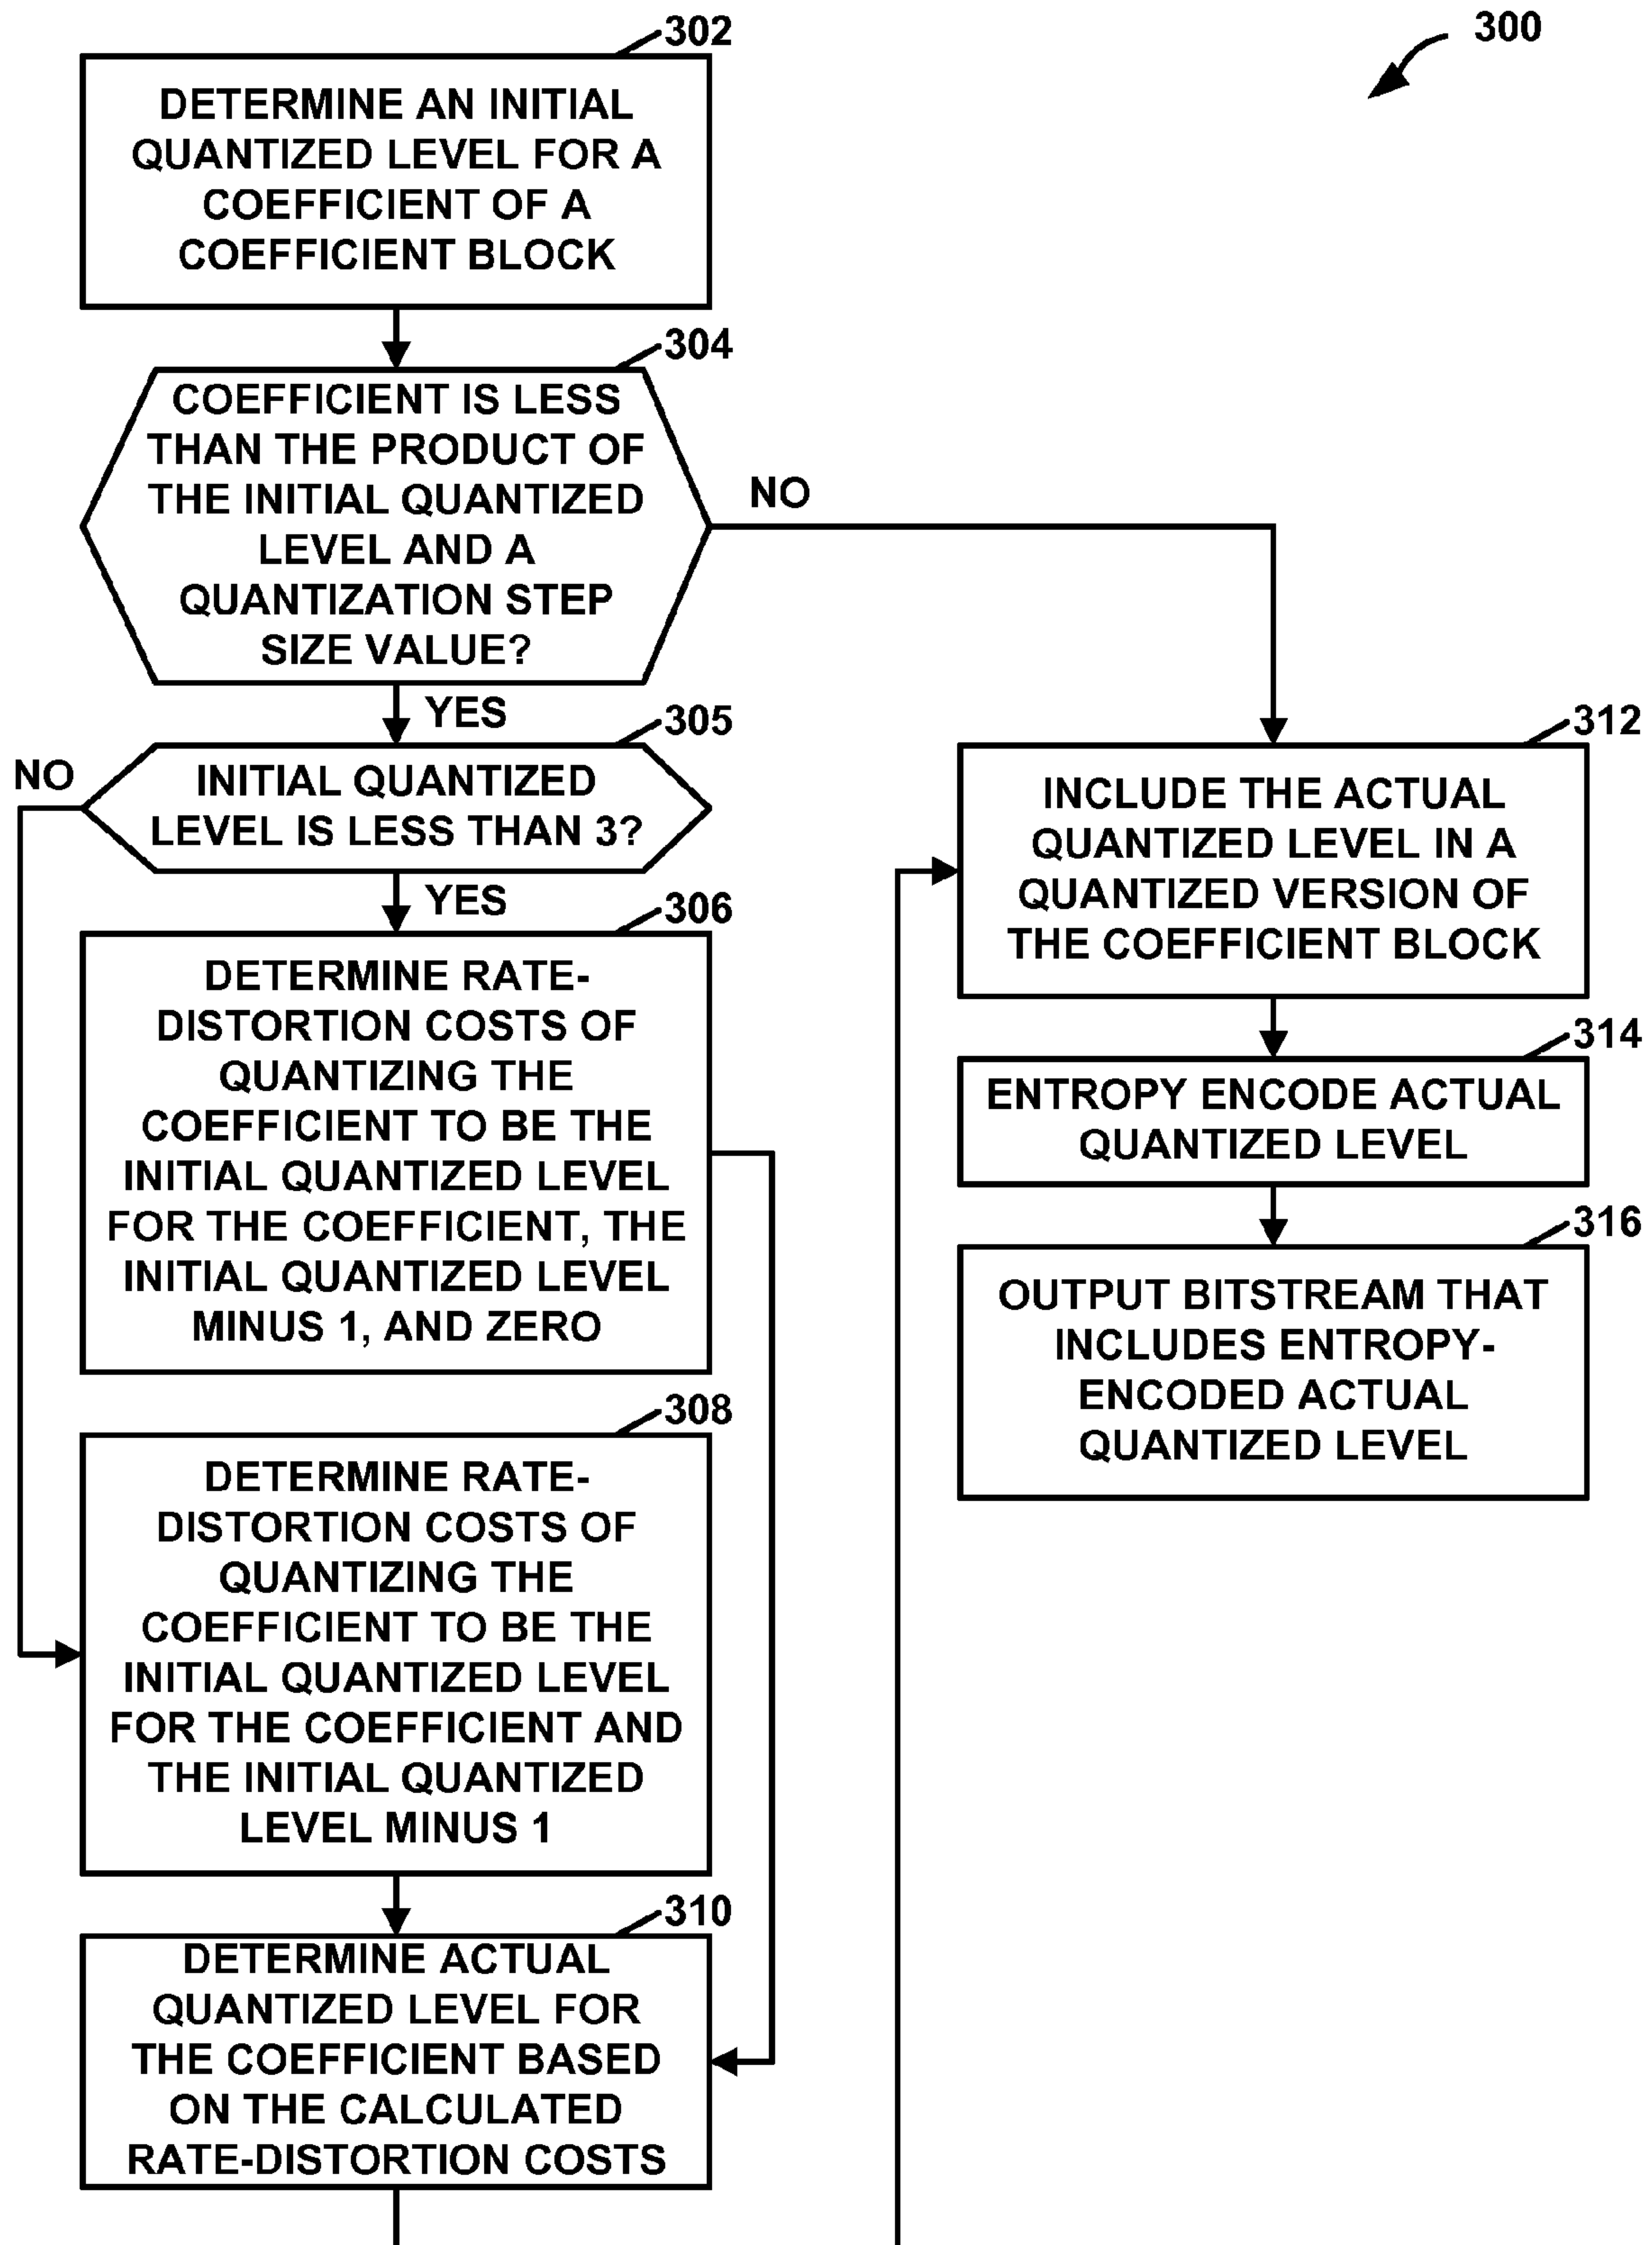 300
302
DETERMINE AN INITIAL
QUANTIZED LEVEL FOR A
COEFFICIENT OF A
COEFFICIENT BLOCK
304
COEFFICIENT IS LESS
THAN THE PRODUCT OF
THE INITIAL QUANTIZED
LEVEL AND A
QUANTIZATION STEP
SIZE VALUE?
NO
YES
305
NO
INITIAL QUANTIZED
LEVEL IS LESS THAN 3?
YES
306
DETERMINE RATE-
DISTORTION COSTS OF
QUANTIZING THE
COEFFICIENT TO BE THE
INITIAL QUANTIZED LEVEL
FOR THE COEFFICIENT, THE
INITIAL QUANTIZED LEVEL
MINUS 1, AND ZERO
308
DETERMINE RATE-
DISTORTION COSTS OF
QUANTIZING THE
COEFFICIENT TO BE THE
INITIAL QUANTIZED LEVEL
FOR THE COEFFICIENT AND
THE INITIAL QUANTIZED
LEVEL MINUS 1
310
DETERMINE ACTUAL
QUANTIZED LEVEL FOR
THE COEFFICIENT BASED
ON THE CALCULATED
RATE-DISTORTION COSTS
312
INCLUDE THE ACTUAL
QUANTIZED LEVEL IN A
QUANTIZED VERSION OF
THE COEFFICIENT BLOCK
314
ENTROPY ENCODE ACTUAL
QUANTIZED LEVEL
316
OUTPUT BITSTREAM THAT
INCLUDES ENTROPY-
ENCODED ACTUAL
QUANTIZED LEVEL